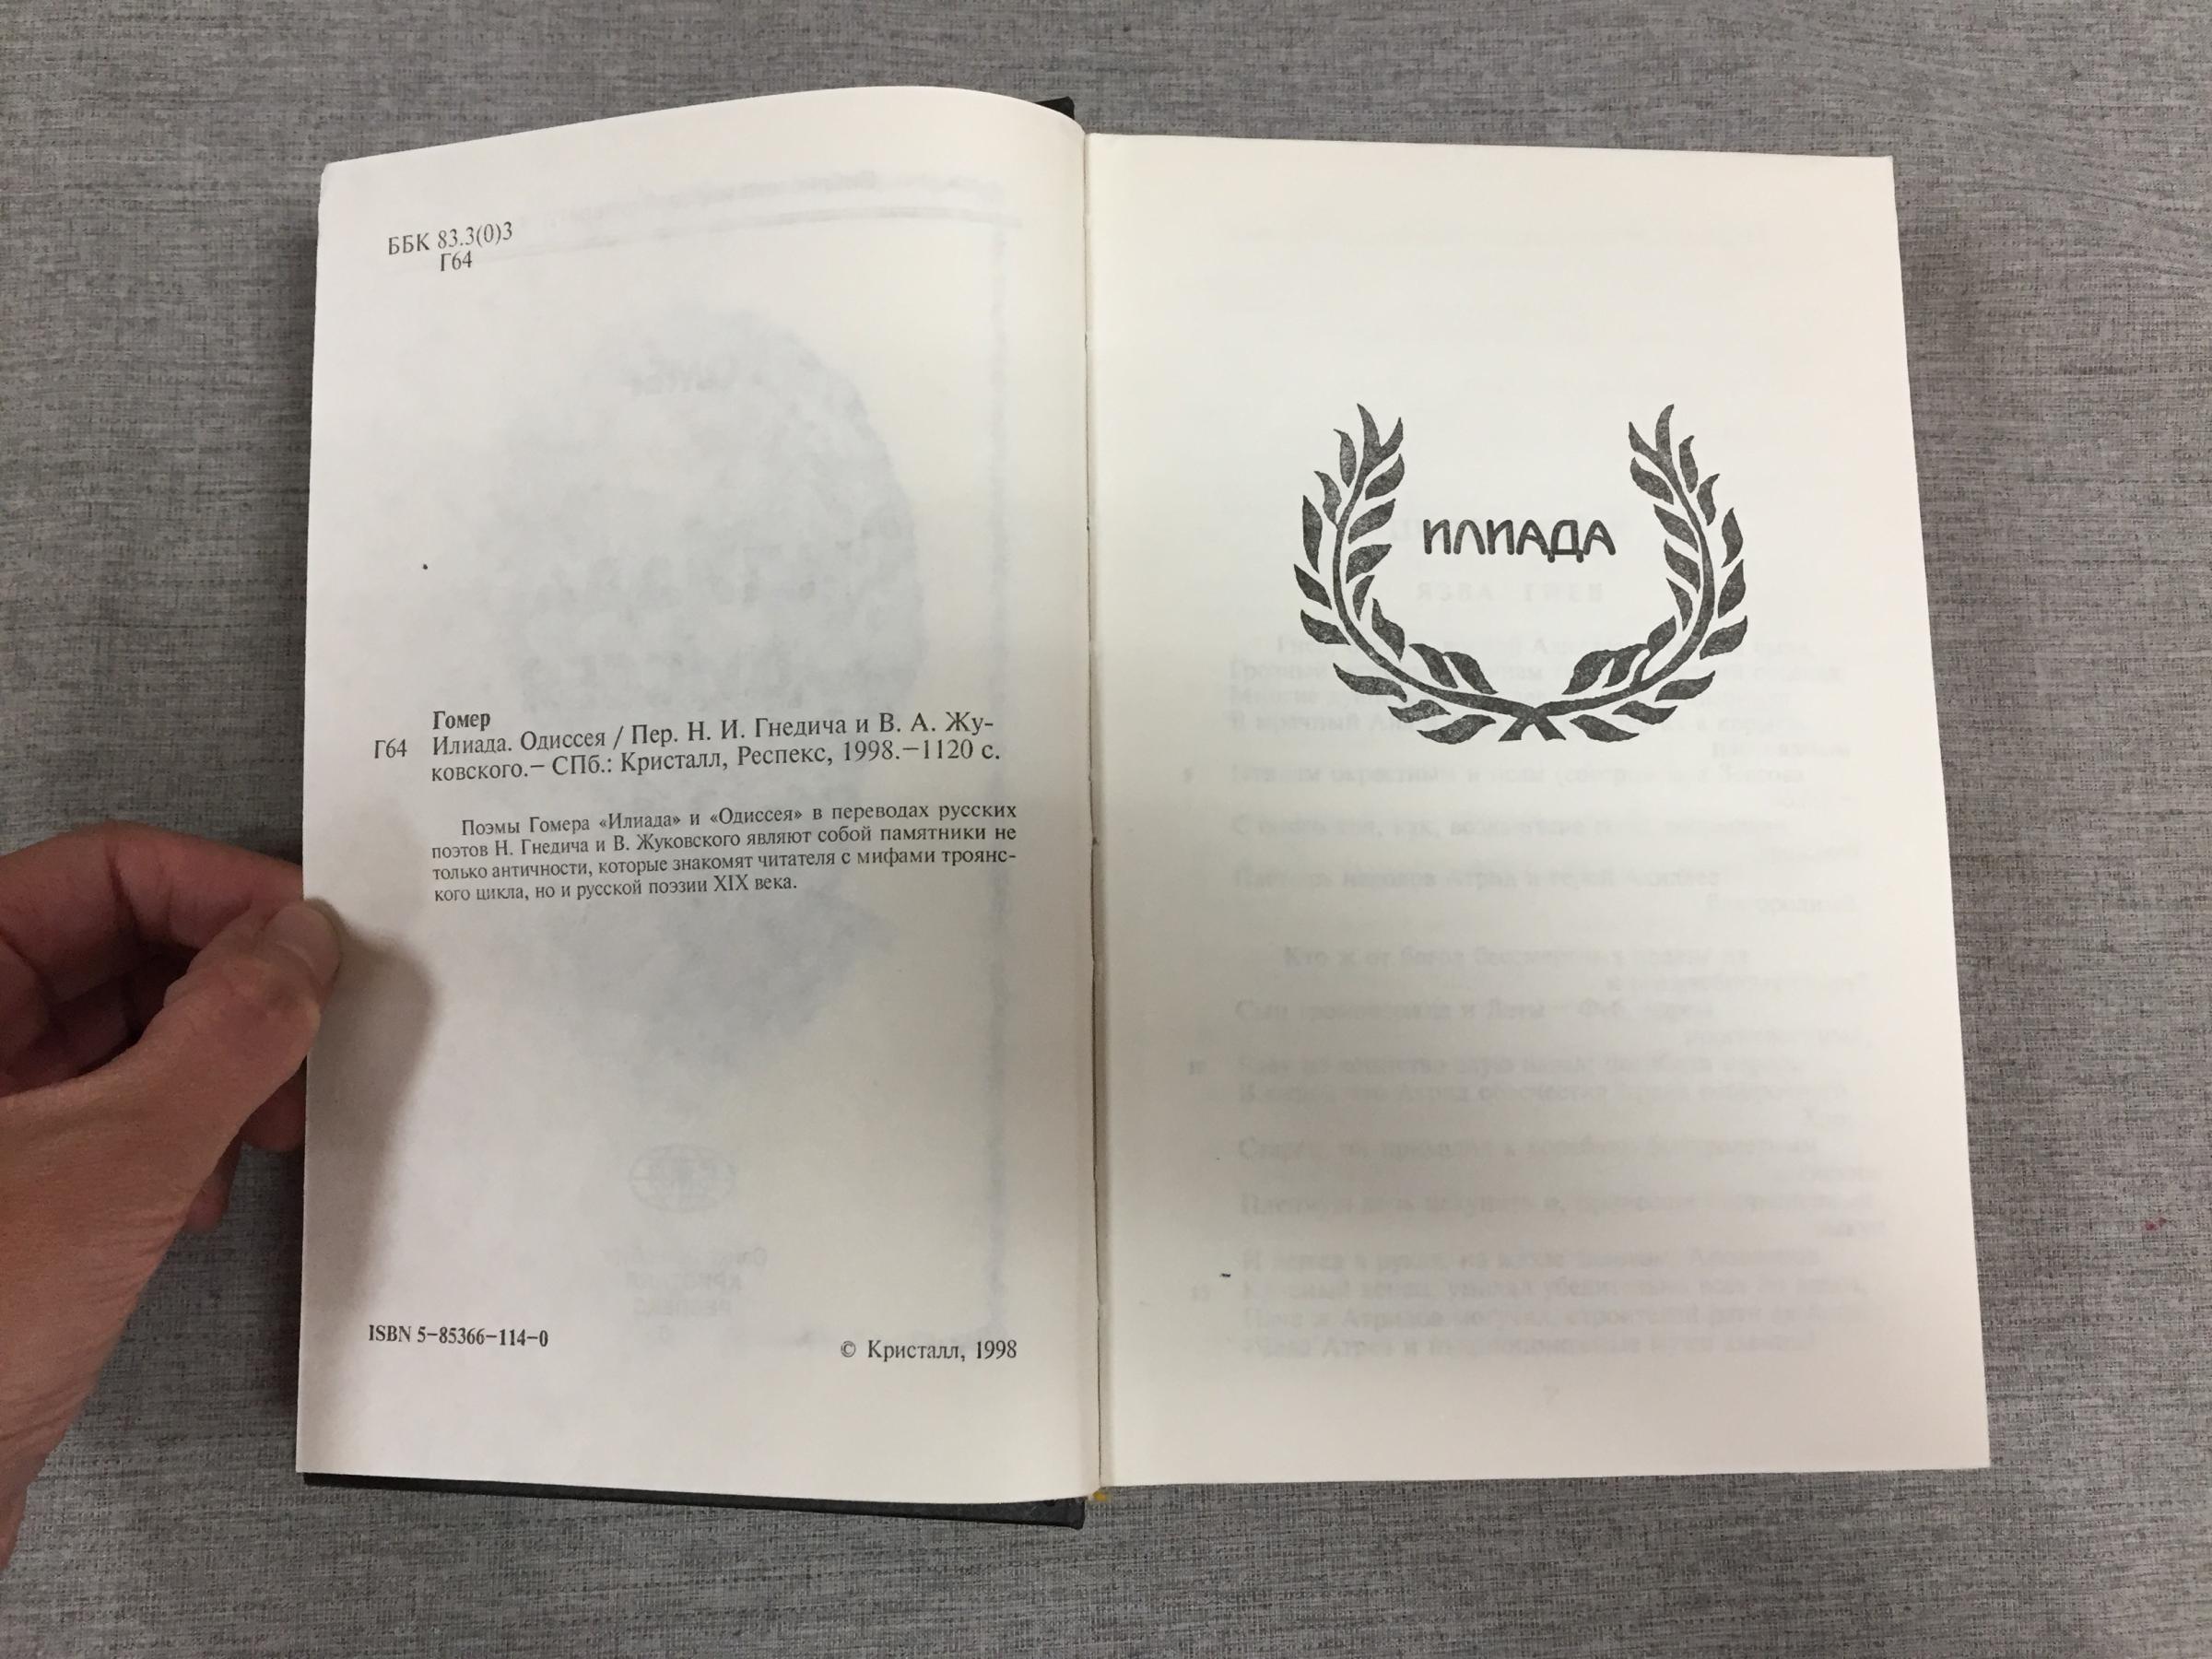 ББК 83.3(0)3
Г64
Гомер
Г64 Илиада. Одиссея / Пер. Н. И. Гнедича и В. А. Жу-
ковского.– СПб.: Кристалл, Респекс, 1998.–1120 с.
Поэмы Гомера «Илиада» и «Одиссея» в переводах русских
поэтов Н. Гнедича и В. Жуковского являют собой памятники не
только античности, которые знакомят читателя с мифами троянс-
кого цикла, но и русской поэзии XIX века.
ISBN 5–85366–114–0
© Кристалл, 1998
ИЛИАДА